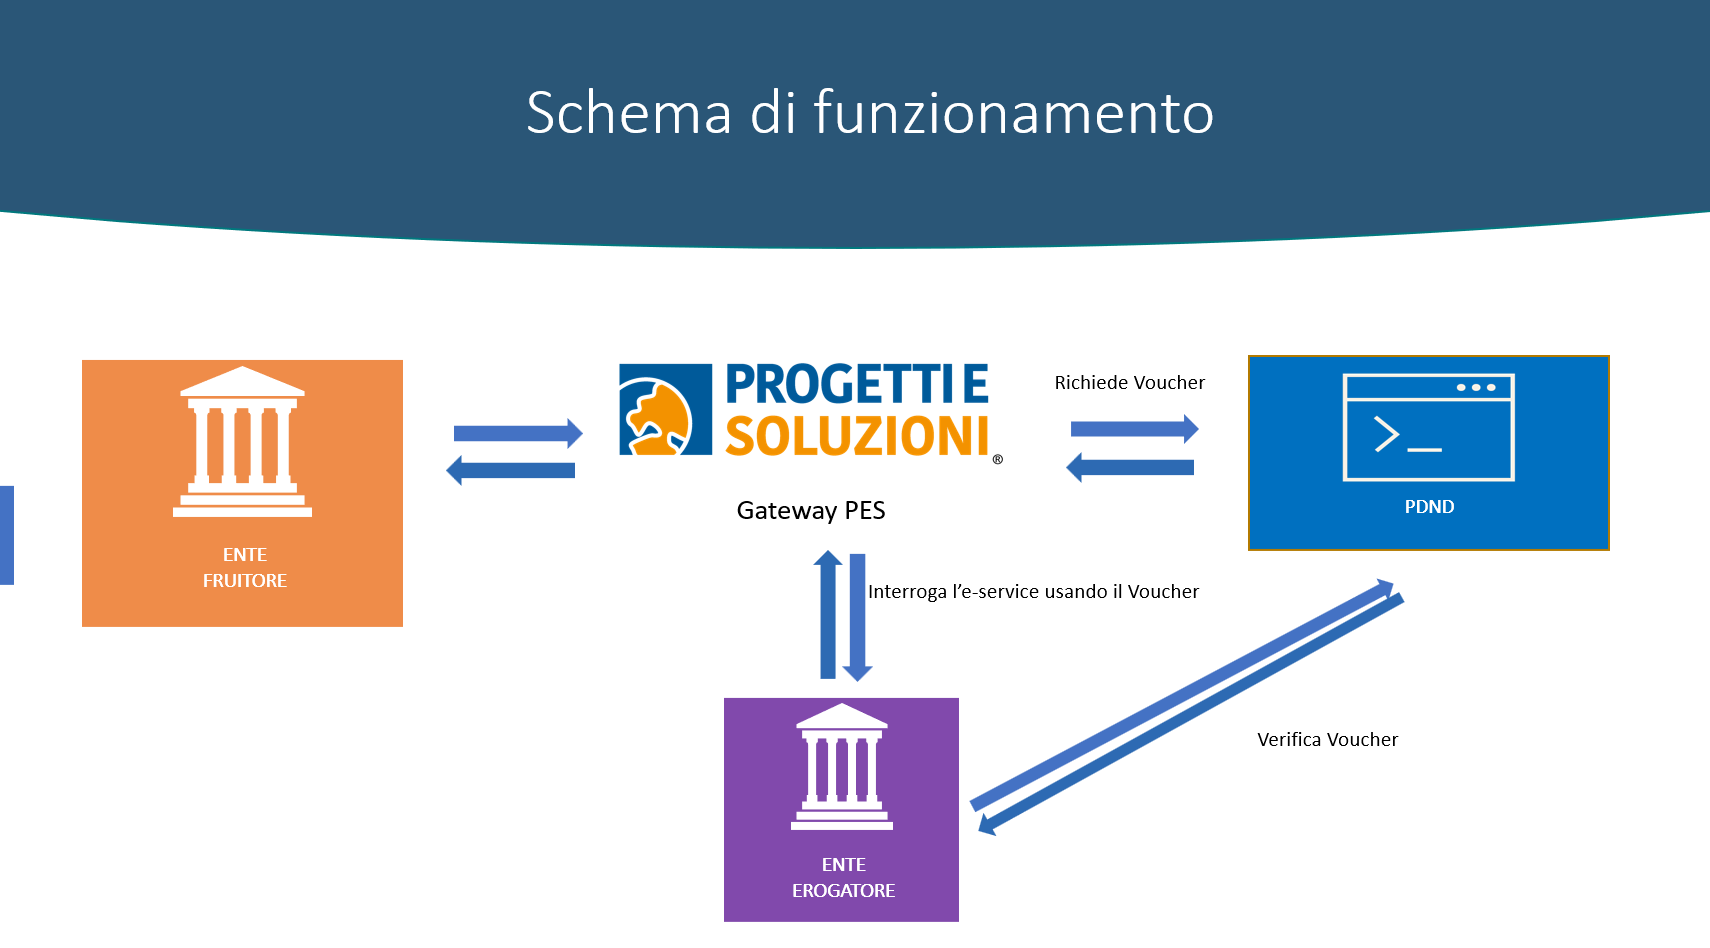 Schema di funzionamento
PROGETTI E
SOLUZIONI
®
Gateway PES
Richiede Voucher
PDND
ENTE
FRUITORE
Interroga l’e-service usando il Voucher
Verifica Voucher
ENTE
EROGATORE